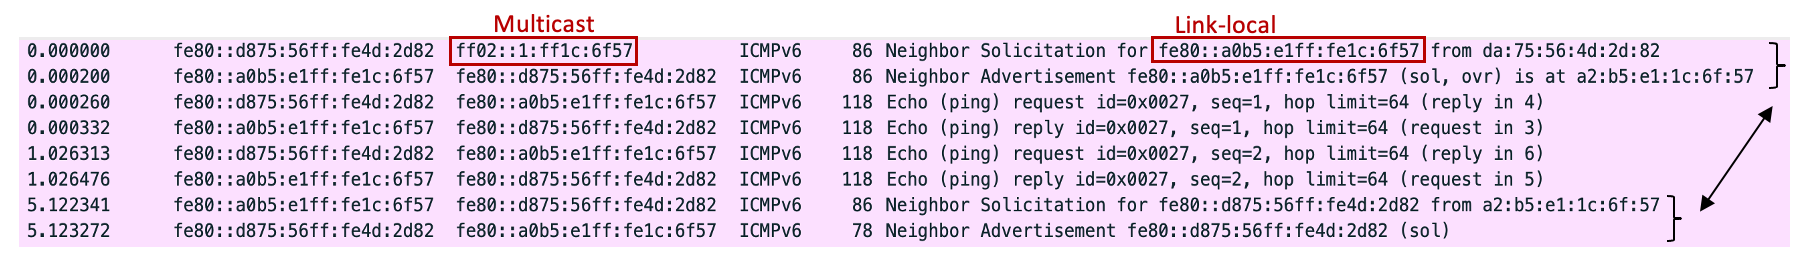 Multicast Link-local
0.000000 fe80::d875:56ff:fe4d:2d82 ff02::1:ff1c:6f57 ICMPv6 86 Neighbor Solicitation for fe80::a0b5:e1ff:fe1c:6f57 from da:75:56:4d:2d:82
0.000200 fe80::a0b5:e1ff:fe1c:6f57 fe80::d875:56ff:fe4d:2d82 ICMPv6 86 Neighbor Advertisement fe80::a0b5:e1ff:fe1c:6f57 (sol, ovr) is at a2:b5:e1:1c:6f:57
0.000260 fe80::d875:56ff:fe4d:2d82 fe80::a0b5:e1ff:fe1c:6f57 ICMPv6 118 Echo (ping) request id=0x0027, seq=1, hop limit=64 (reply in 4)
0.000332 fe80::a0b5:e1ff:fe1c:6f57 fe80::d875:56ff:fe4d:2d82 ICMPv6 118 Echo (ping) reply id=0x0027, seq=1, hop limit=64 (request in 3)
1.026313 fe80::d875:56ff:fe4d:2d82 fe80::a0b5:e1ff:fe1c:6f57 ICMPv6 118 Echo (ping) request id=0x0027, seq=2, hop limit=64 (reply in 6)
1.026476 fe80::a0b5:e1ff:fe1c:6f57 fe80::d875:56ff:fe4d:2d82 ICMPv6 118 Echo (ping) reply id=0x0027, seq=2, hop limit=64 (request in 5)
5.122341 fe80::a0b5:e1ff:fe1c:6f57 fe80::d875:56ff:fe4d:2d82 ICMPv6 86 Neighbor Solicitation for fe80::d875:56ff:fe4d:2d82 from a2:b5:e1:1c:6f:57
5.123272 fe80::d875:56ff:fe4d:2d82 fe80::a0b5:e1ff:fe1c:6f57 ICMPv6 78 Neighbor Advertisement fe80::d875:56ff:fe4d:2d82 (sol)